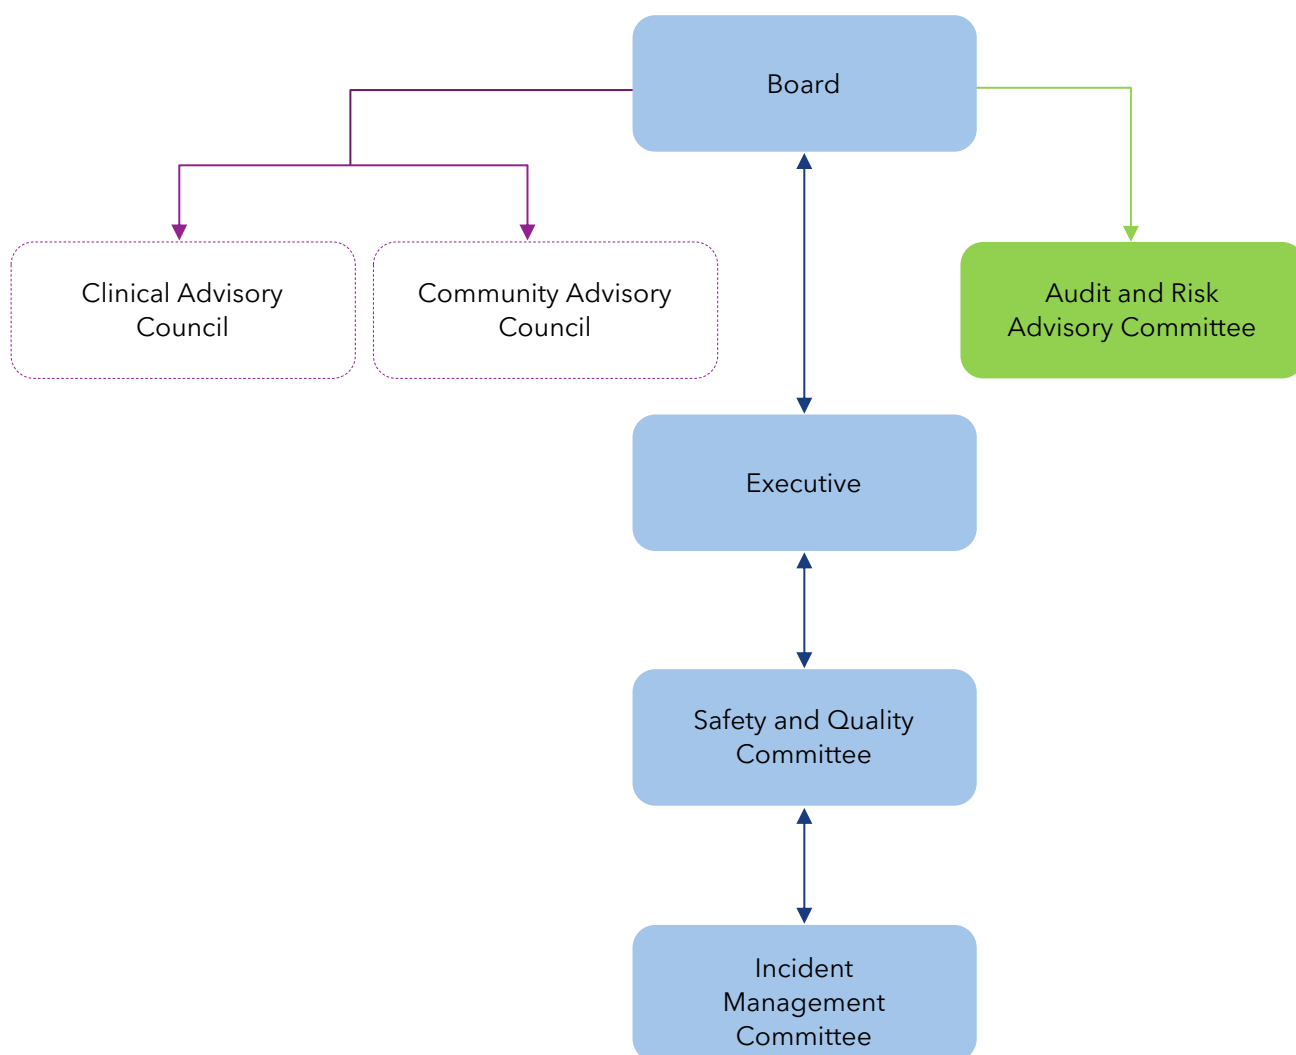 Board
Clinical Advisory
Council
Community Advisory
Council
Audit and Risk
Advisory Committee
Executive
Safety and Quality
Committee
Incident
Management
Committee